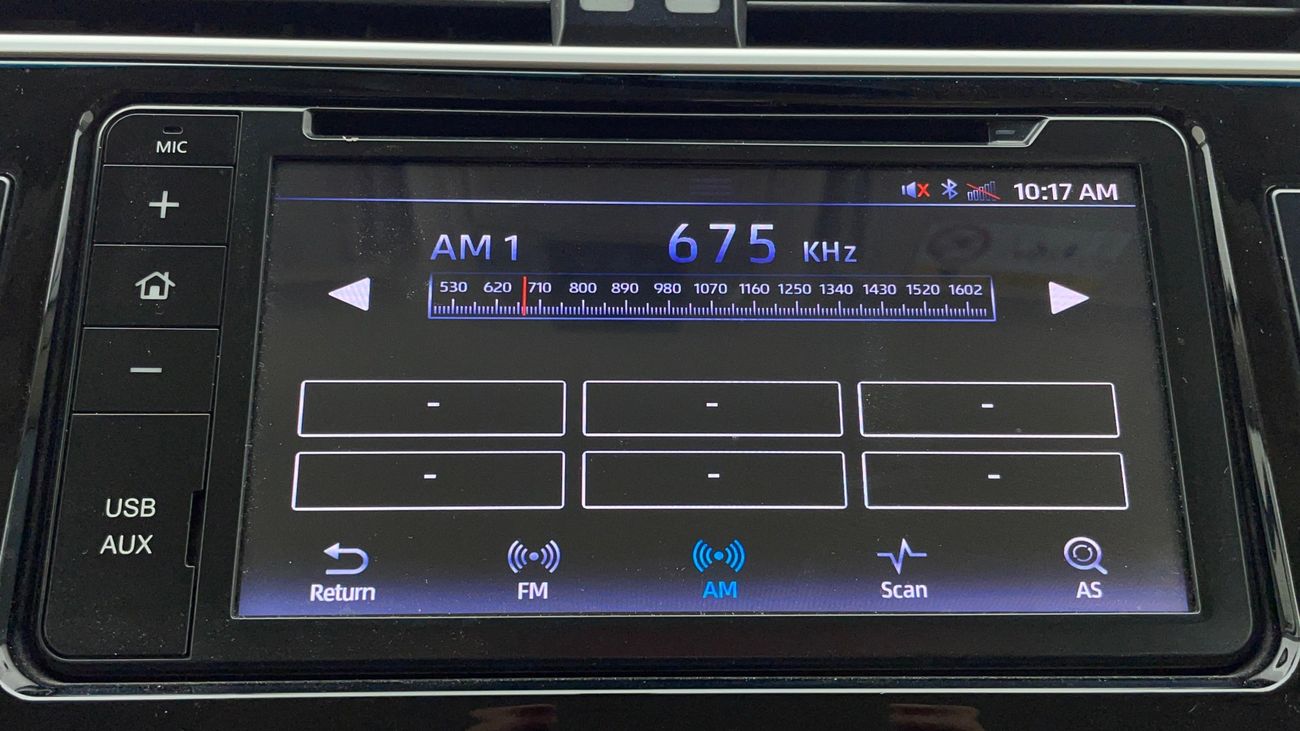 MIC
10:17 AM
AM 1 675 KHz
530 620 710 800 890 980 1070 1160 1250 1340 1430 1520 1602
- - -
- - -
USB
AUX
Return FM AM Scan AS